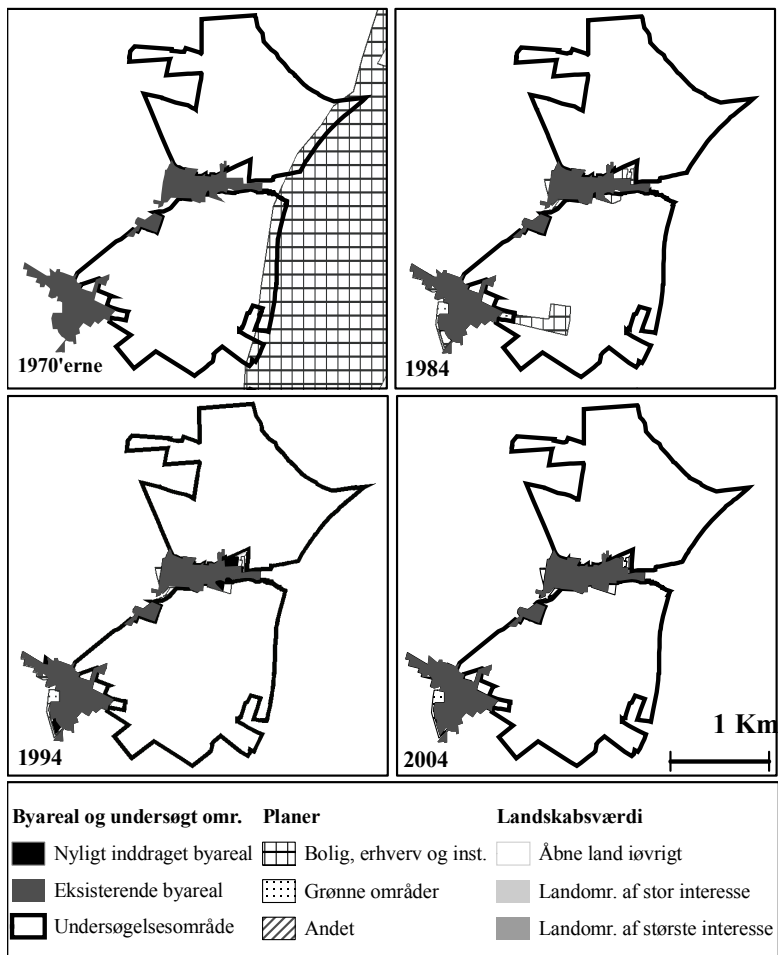 1970'erne
1984
1994
2004
1 Km
Byareal og undersøgt omr.
Nyligt inddraget byareal
Eksisterende byareal
Undersøgelsesområde
Planer
Bolig, erhverv og inst.
Grønne områder
Andet
Landskabsværdi
Åbne land iøvrigt
Landomr. af stor interesse
Landomr. af største interesse